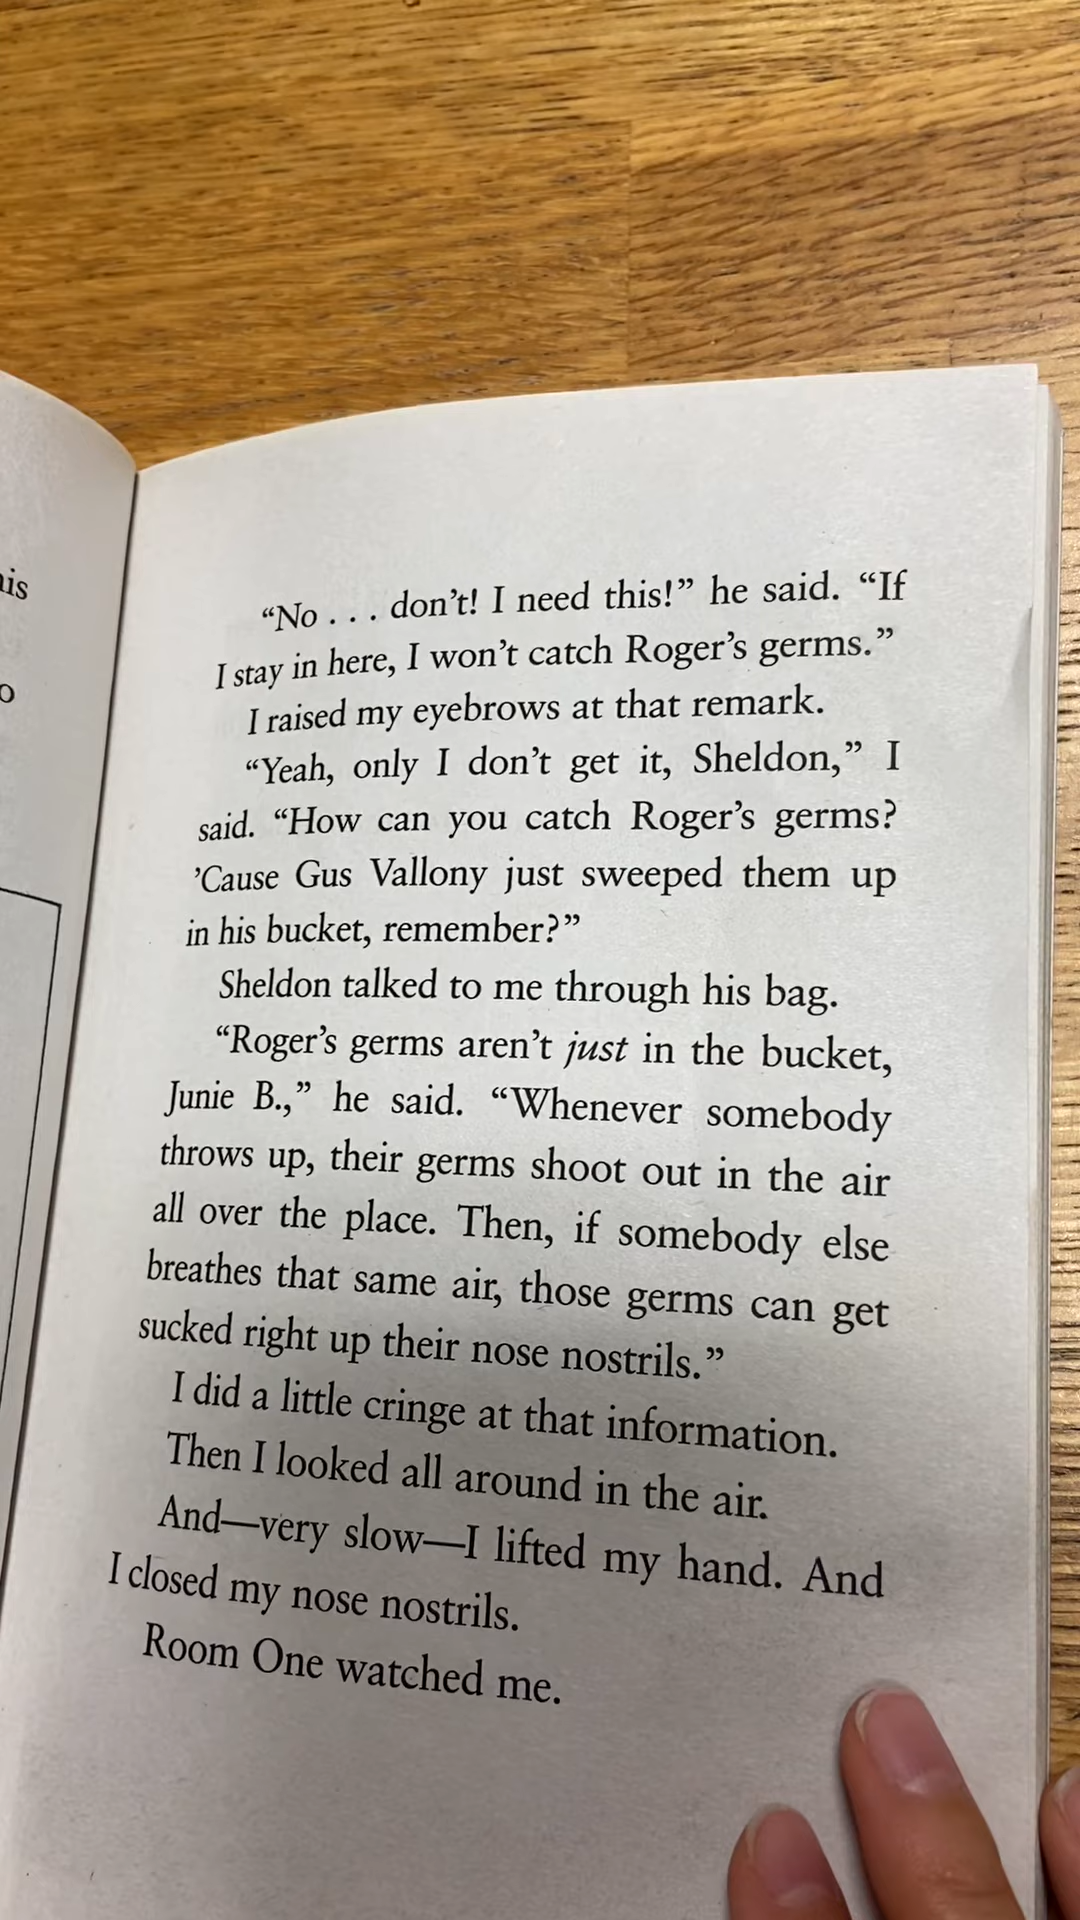 is
o
“No . . . don’t! I need this!” he said. “If
I stay in here, I won’t catch Roger’s germs.”
I raised my eyebrows at that remark.
“Yeah, only I don’t get it, Sheldon,” I
said. “How can you catch Roger’s germs?
’Cause Gus Vallony just sweeped them up
in his bucket, remember?”
Sheldon talked to me through his bag.
“Roger’s germs aren’t just in the bucket,
Junie B.,” he said. “Whenever somebody
throws up, their germs shoot out in the air
all over the place. Then, if somebody else
breathes that same air, those germs can get
sucked right up their nose nostrils.”
I did a little cringe at that information.
Then I looked all around in the air.
And—very slow—I lifted my hand. And
I closed my nose nostrils.
Room One watched me.